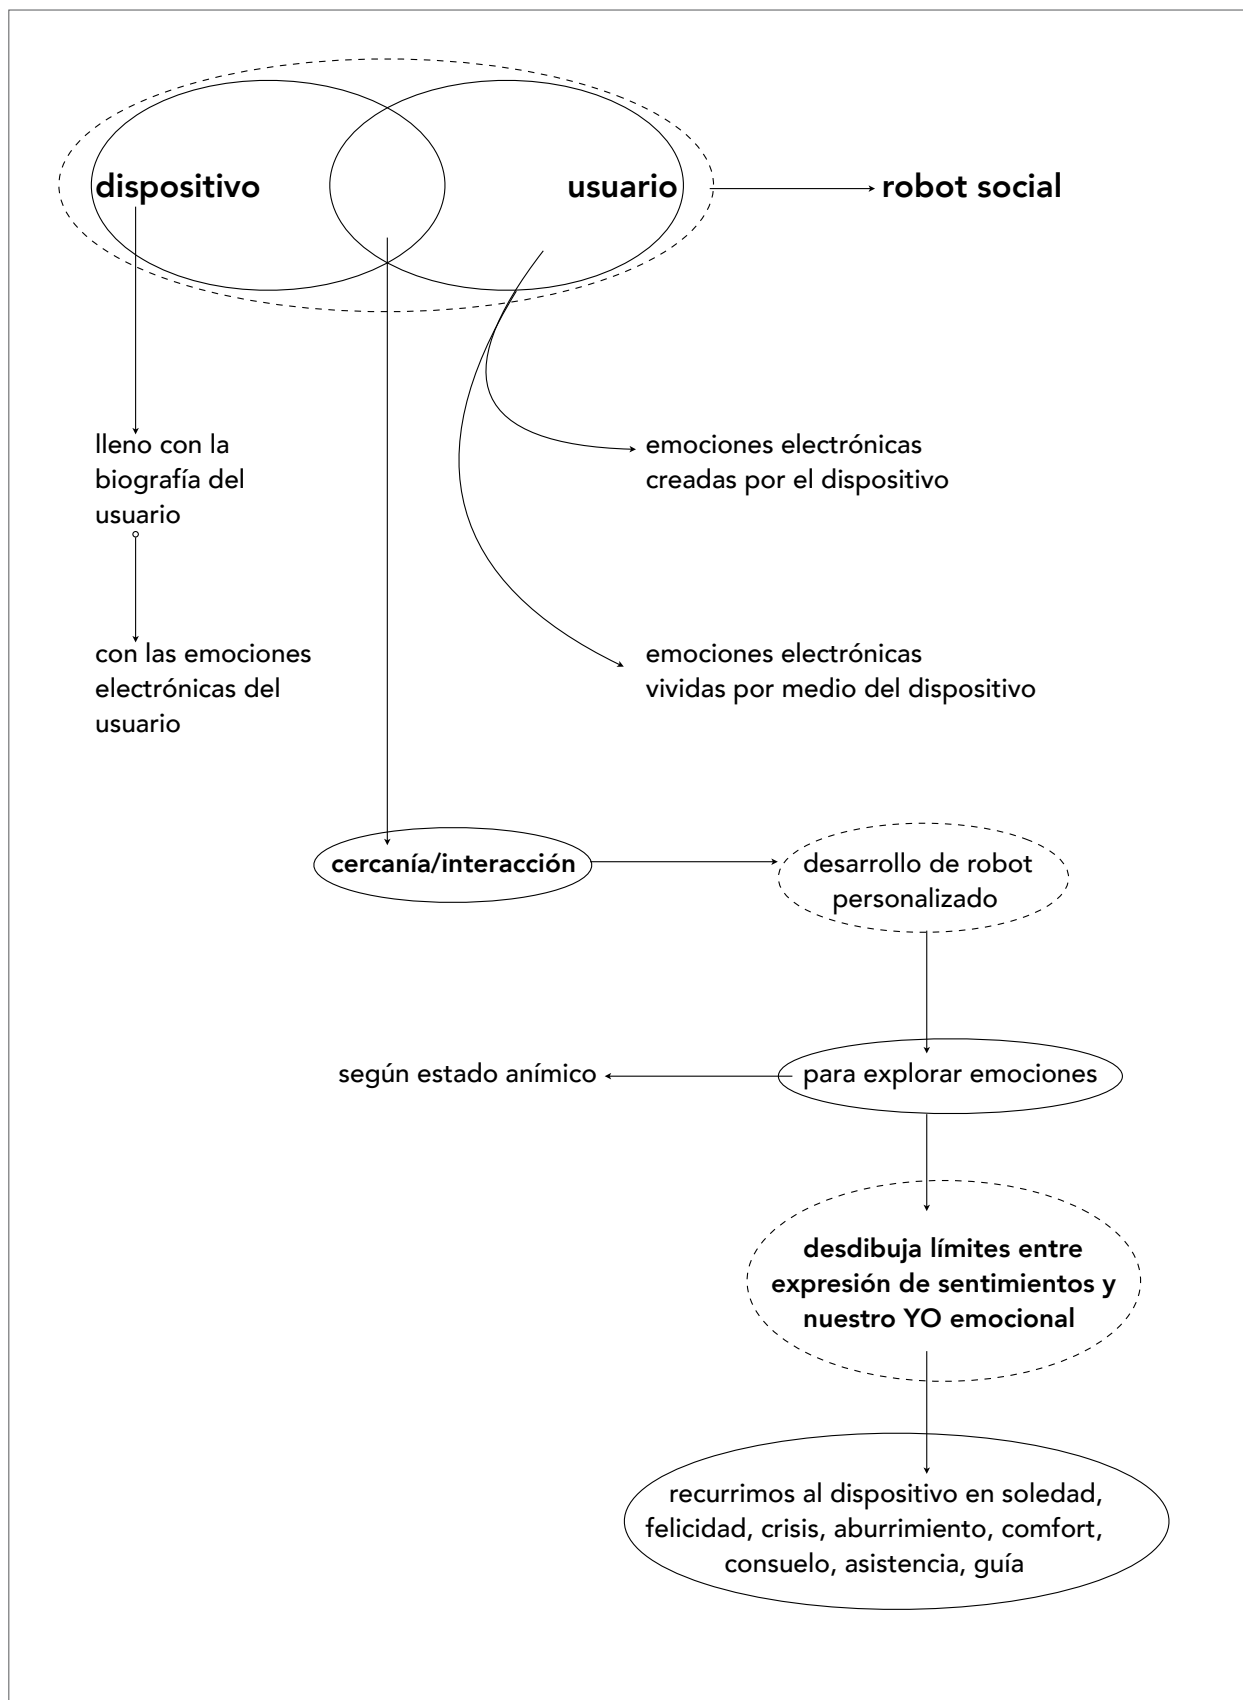 dispositivo
usuario
robot social
lleno con la
biografía del
usuario
con las emociones
electrónicas del
usuario
emociones electrónicas
creadas por el dispositivo
emociones electrónicas
vividas por medio del dispositivo
cercanía/interacción
desarrollo de robot
personalizado
según estado anímico
para explorar emociones
desdibuja límites entre
expresión de sentimientos y
nuestro YO emocional
recurrimos al dispositivo en soledad,
felicidad, crisis, aburrimiento, comfort,
consuelo, asistencia, guía